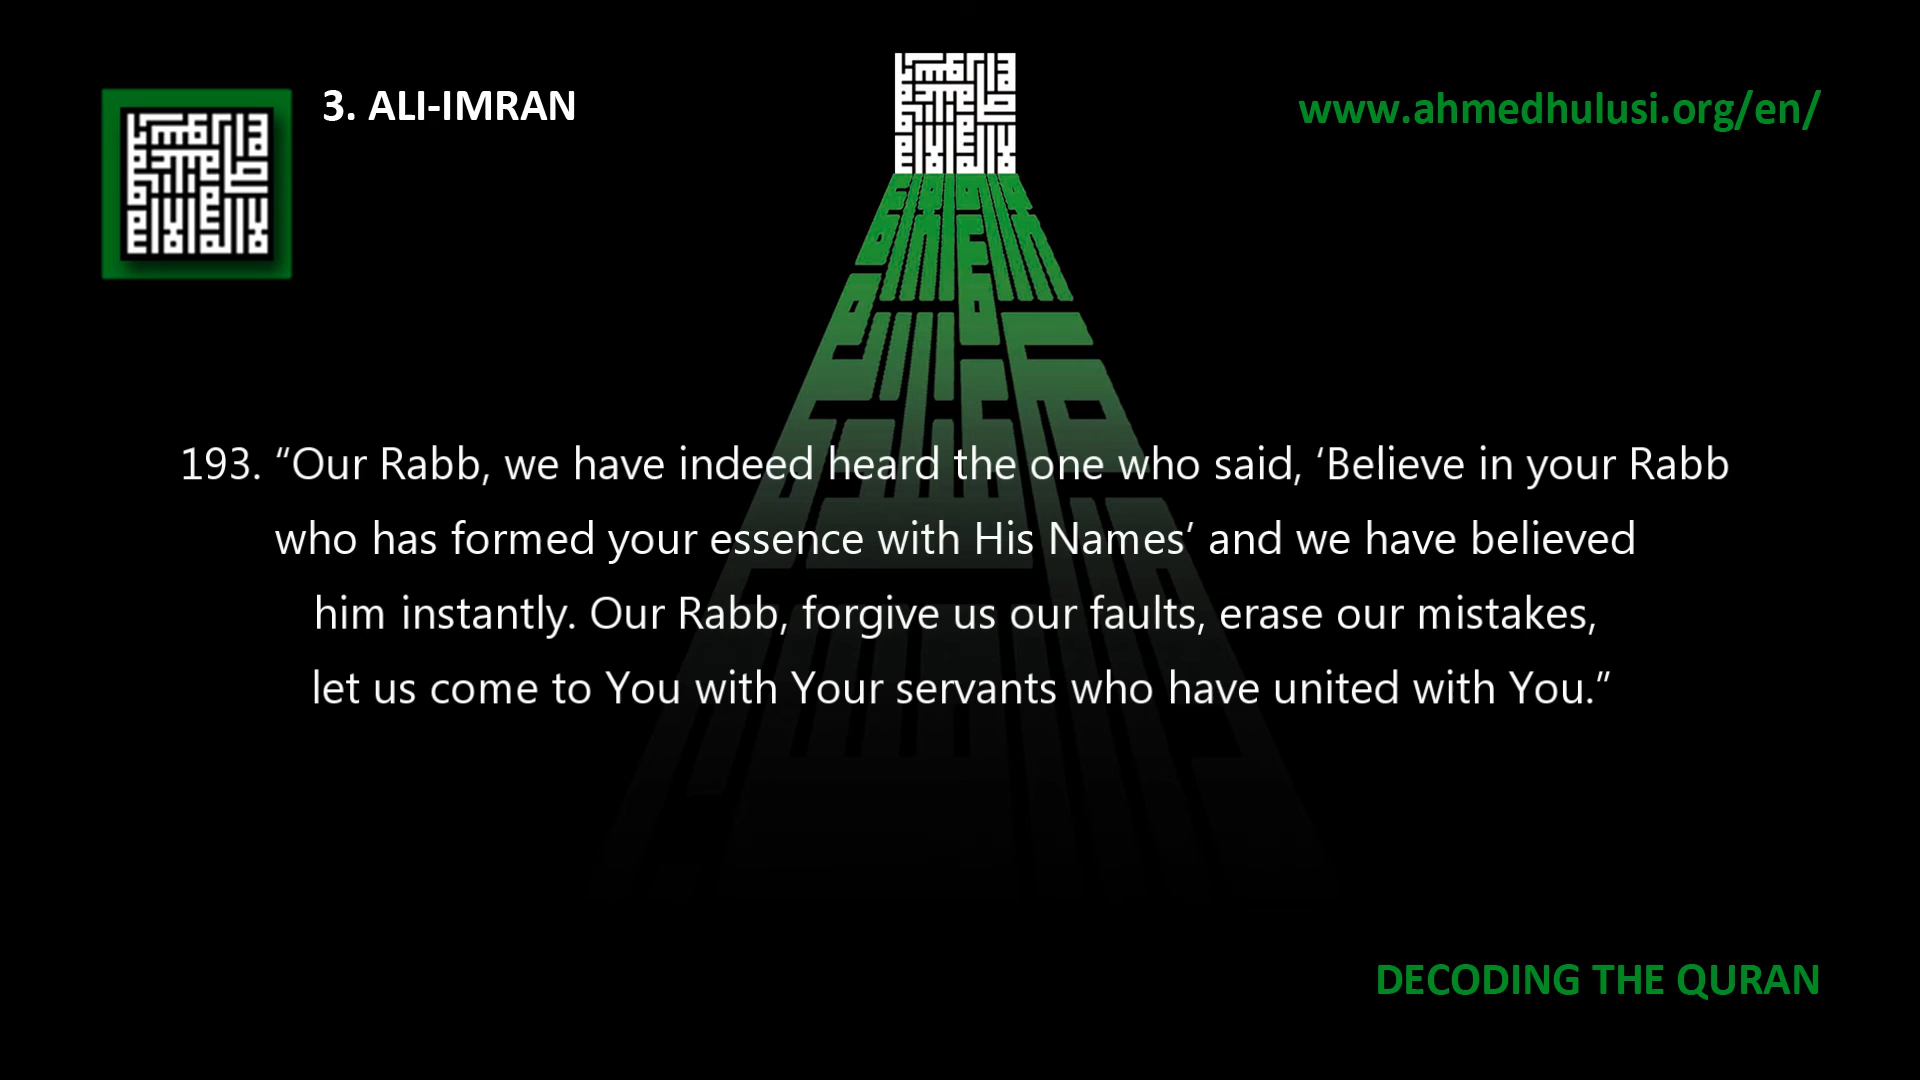 3. ALI-IMRAN
www.ahmedhulusi.org/en/
193. “Our Rabb, we have indeed heard the one who said, ‘Believe in your Rabb
who has formed your essence with His Names’ and we have believed
him instantly. Our Rabb, forgive us our faults, erase our mistakes,
let us come to You with Your servants who have united with You.”
DECODING THE QURAN